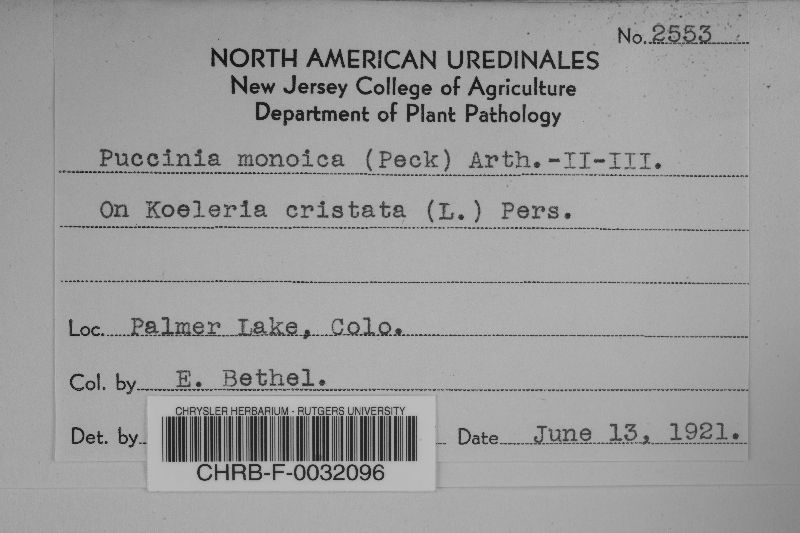 No. 2553
NORTH AMERICAN UREDINALES
New Jersey College of Agriculture
Department of Plant Pathology
Puccinia monoica (Peck) Arth.-II-III.
On Koeleria cristata (L.) Pers.
Loc. Palmer Lake, Colo.
Col. by E. Bethel.
Det. by Date June 13, 1921.
CHRYSLER HERBARIUM - RUTGERS UNIVERSITY
CHRB-F-0032096